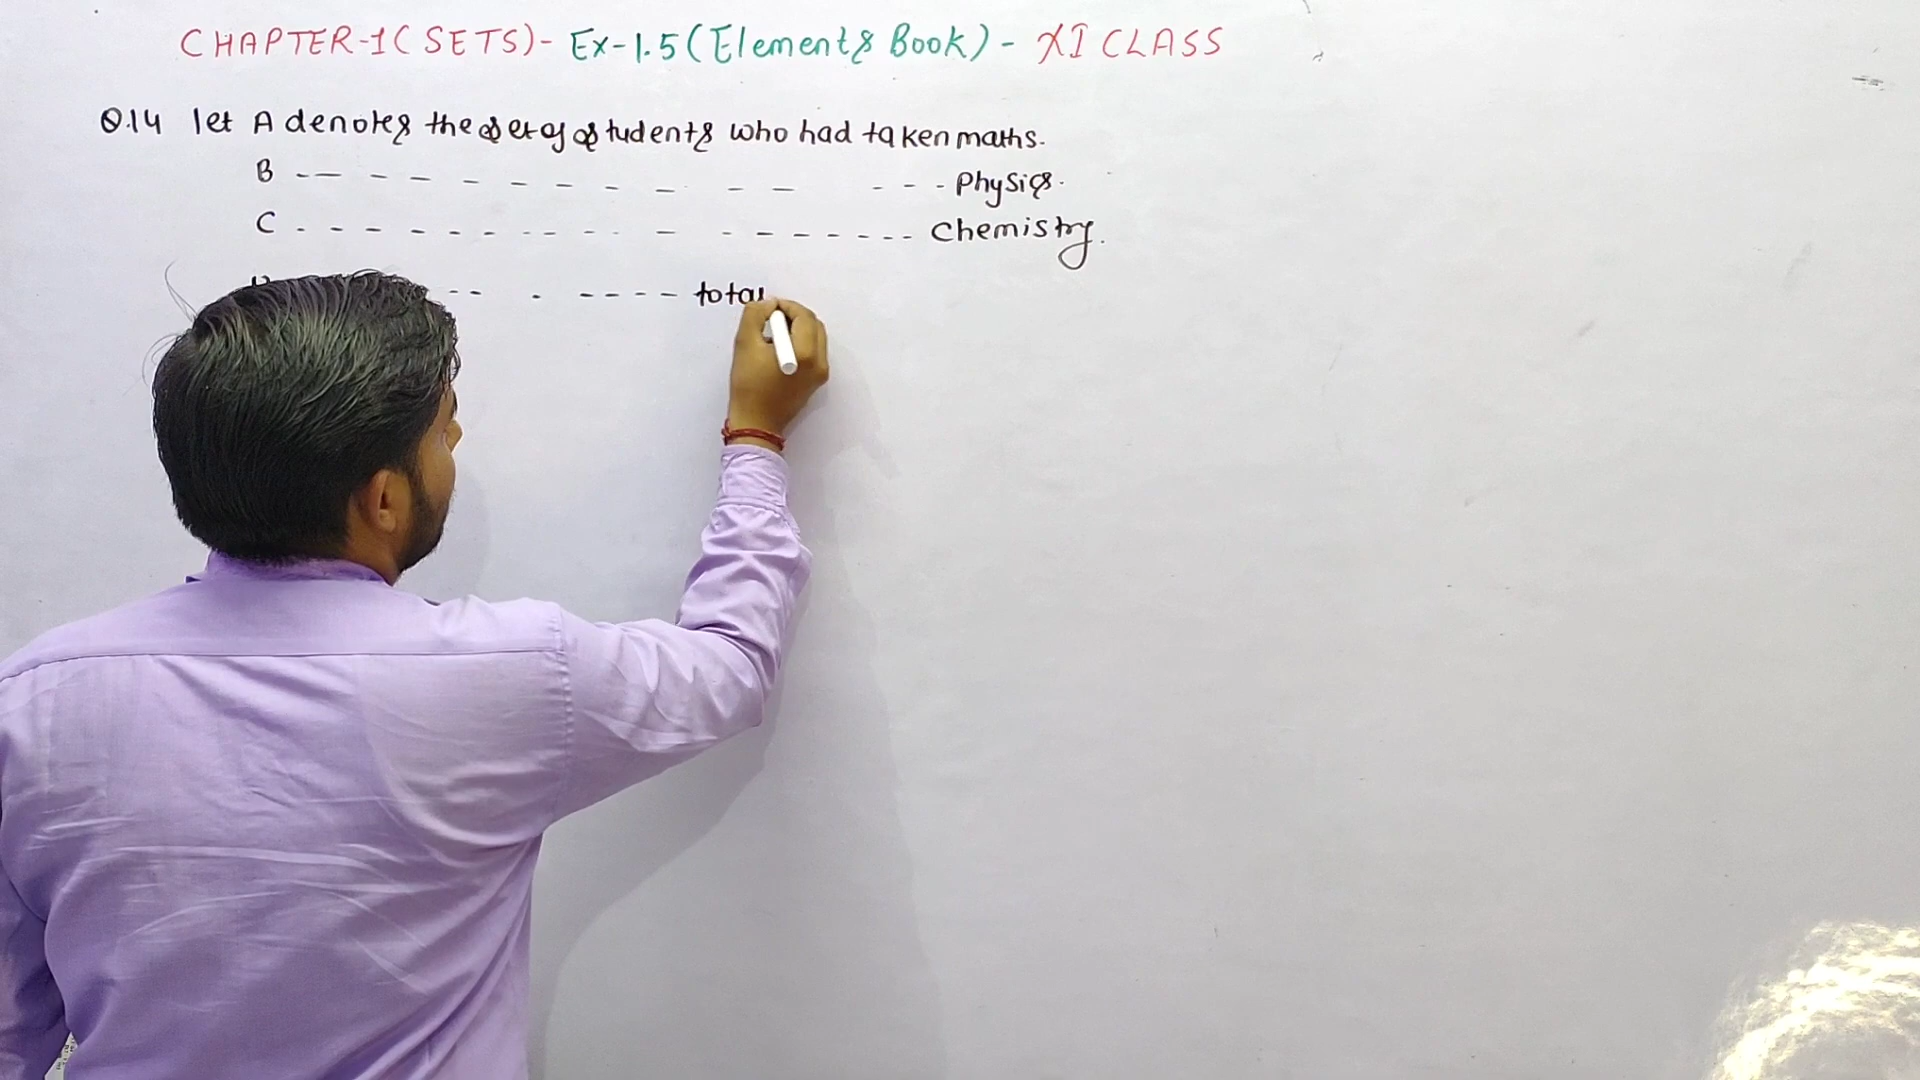 CHAPTER-1(SETS)- Ex-1.5(Elements Book)- XI CLASS
Q.14 let A denotes the set of students who had taken maths.
B -- - - - - - - - - - - - - - Physics.
C - - - - - - - - - - - - - - - - - - Chemistry.
-- - ---- total